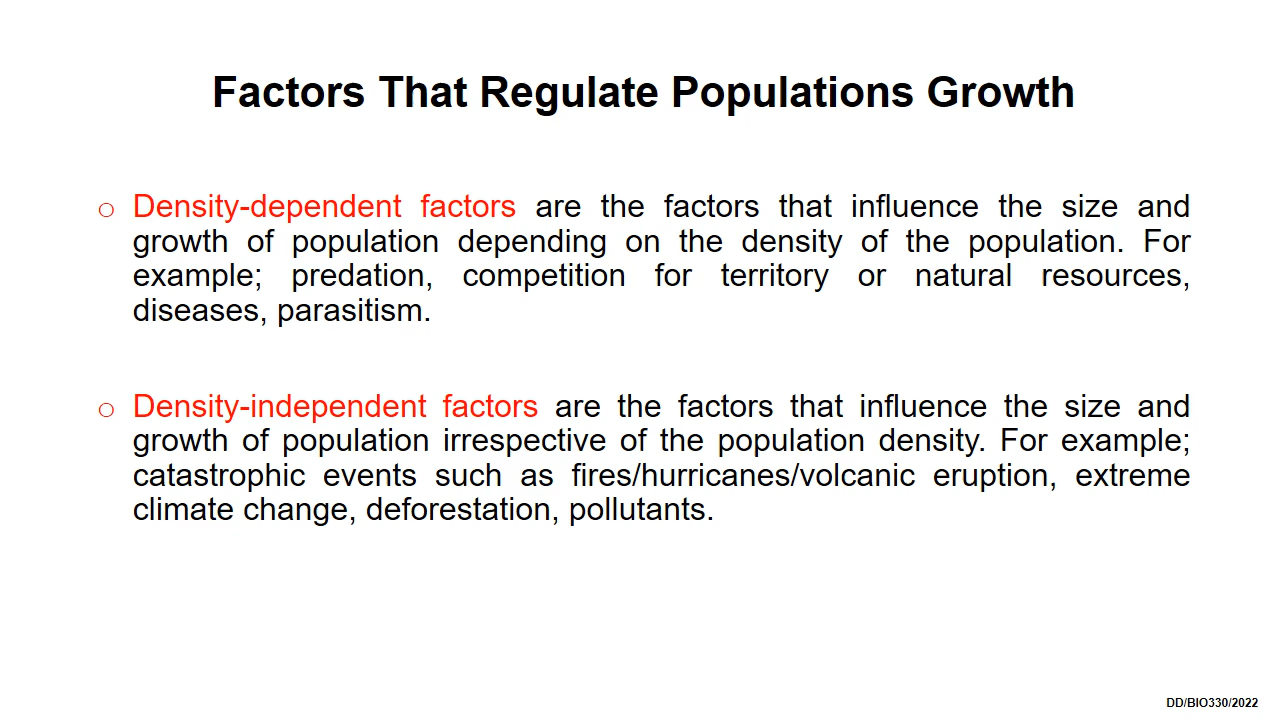 Factors That Regulate Populations Growth
o Density-dependent factors are the factors that influence the size and
growth of population depending on the density of the population. For
example; predation, competition for territory or natural resources,
diseases, parasitism.
o Density-independent factors are the factors that influence the size and
growth of population irrespective of the population density. For example;
catastrophic events such as fires/hurricanes/volcanic eruption, extreme
climate change, deforestation, pollutants.
DD/BIO330/2022